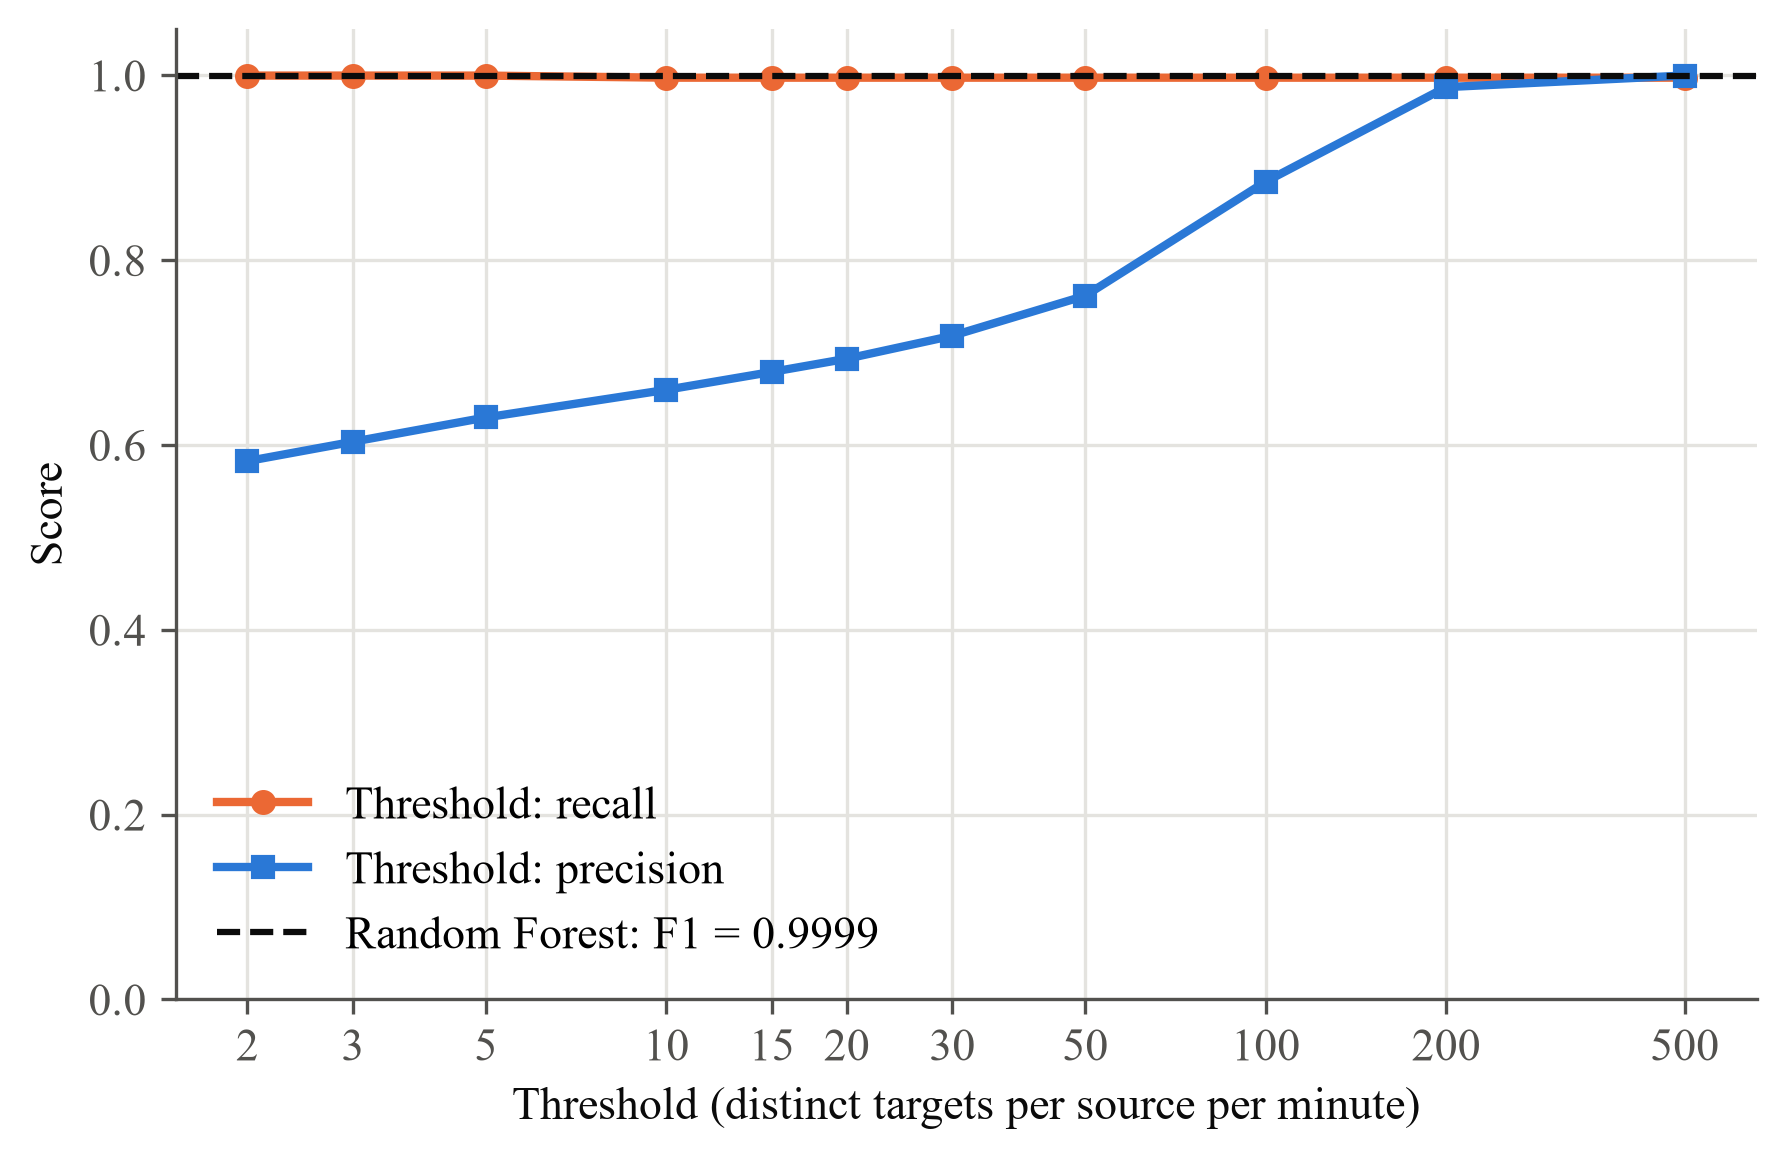 1.0
0.8
0.6
0.4
0.2
0.0
Score
Threshold: recall
Threshold: precision
Random Forest: F1 = 0.9999
2 3 5 10 15 20 30 50 100 200 500
Threshold (distinct targets per source per minute)